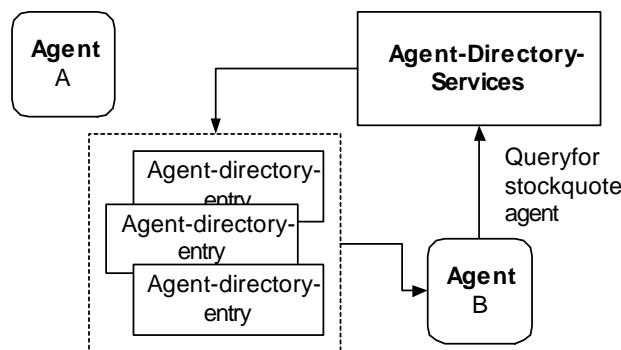 Agent
A
Agent-Directory-
Services
Agent-directory-
entry
Agent-directory-
entry
Agent-directory-
entry
Queryfor
stockquote
agent
Agent
B